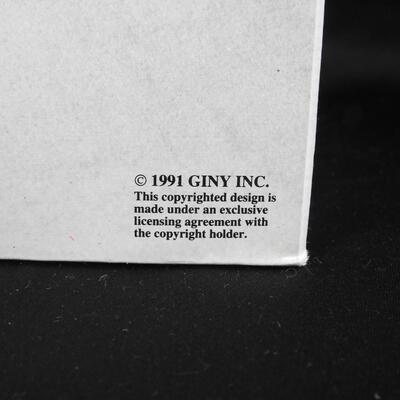 © 1991 GINY INC.
This copyrighted design is
made under an exclusive
licensing agreement with
the copyright holder.